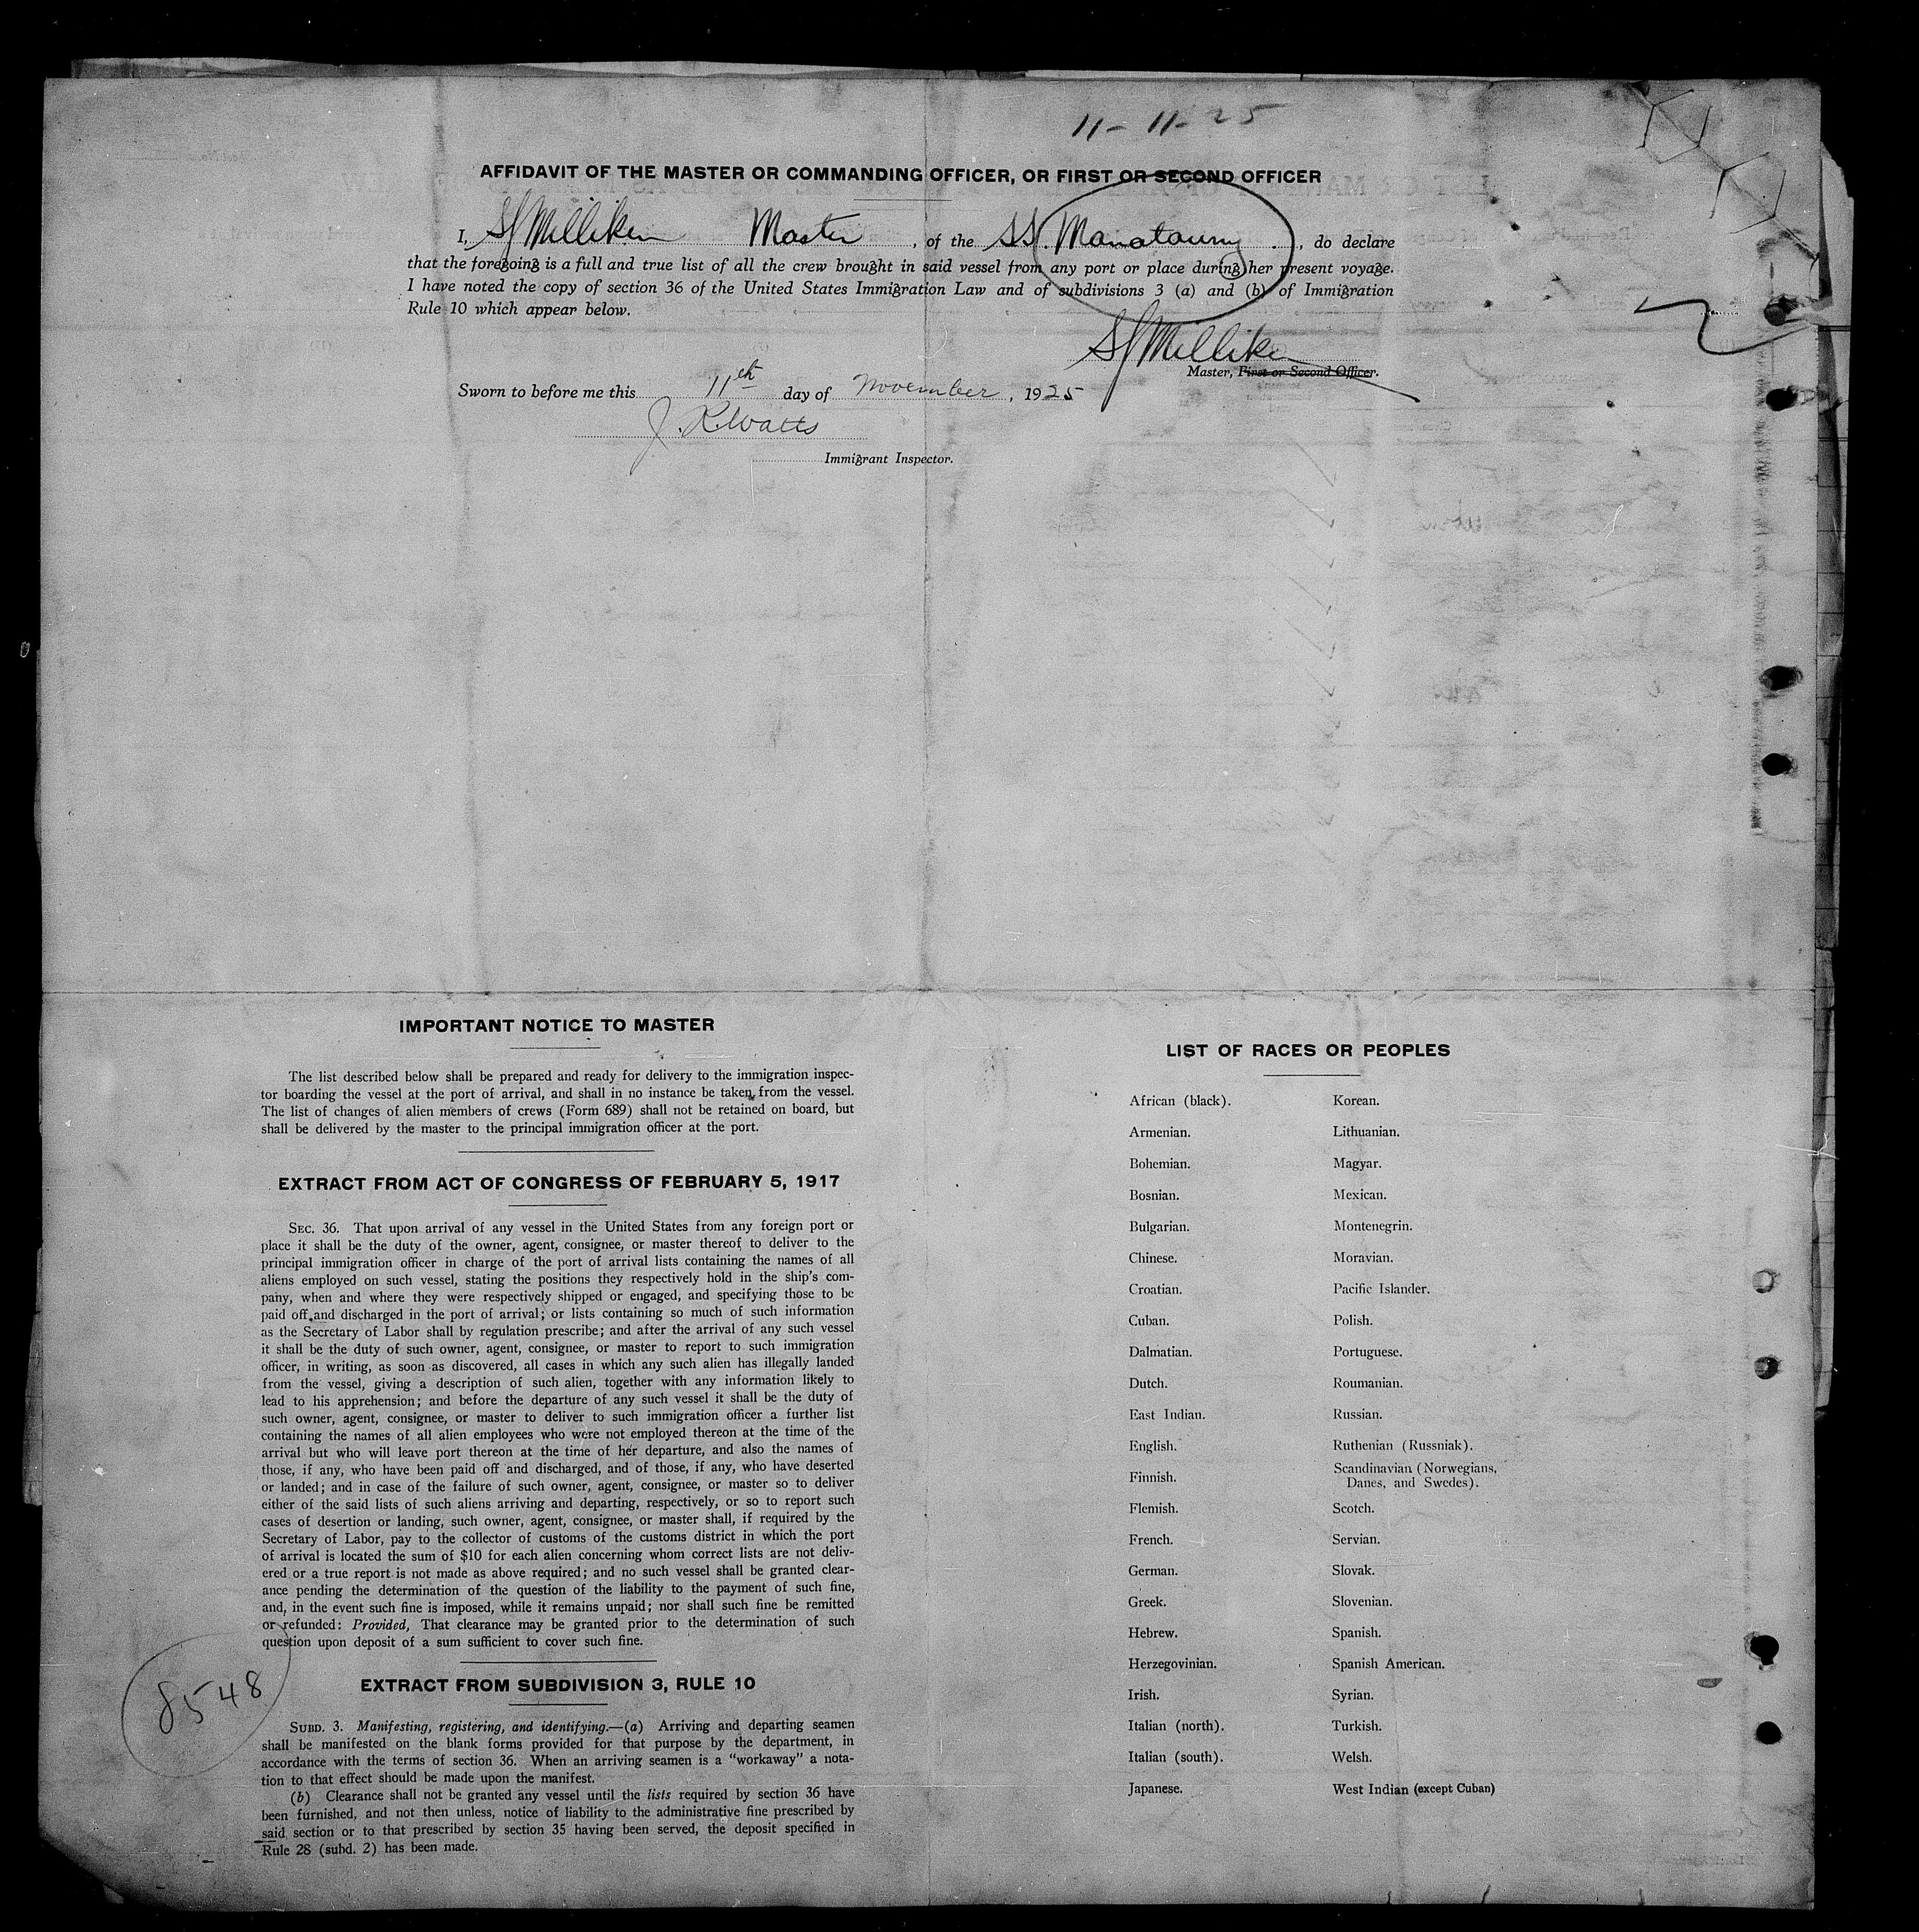 11-11-25
AFFIDAVIT OF THE MASTER OR COMMANDING OFFICER, OR FIRST OR SECOND OFFICER
I, S J Milliken Master, of the SS. Manatawny, do declare
that the foregoing is a full and true list of all the crew brought in said vessel from any port or place during her present voyage.
I have noted the copy of section 36 of the United States Immigration Law and of subdivisions 3 (a) and (b) of Immigration
Rule 10 which appear below.
S J Milliken
Master, First or Second Officer.
Sworn to before me this 11th day of November, 1925
J. R. Watts
Immigrant Inspector.
IMPORTANT NOTICE TO MASTER
The list described below shall be prepared and ready for delivery to the immigration inspec-
tor boarding the vessel at the port of arrival, and shall in no instance be taken from the vessel.
The list of changes of alien members of crews (Form 689) shall not be retained on board, but
shall be delivered by the master to the principal immigration officer at the port.
EXTRACT FROM ACT OF CONGRESS OF FEBRUARY 5, 1917
SEC. 36. That upon arrival of any vessel in the United States from any foreign port or
place it shall be the duty of the owner, agent, consignee, or master thereof to deliver to the
principal immigration officer in charge of the port of arrival lists containing the names of all
aliens employed on such vessel, stating the positions they respectively hold in the ship's com-
pany, when and where they were respectively shipped or engaged, and specifying those to be
paid off and discharged in the port of arrival; or lists containing so much of such information
as the Secretary of Labor shall by regulation prescribe; and after the arrival of any such vessel
it shall be the duty of such owner, agent, consignee, or master to report to such immigration
officer, in writing, as soon as discovered, all cases in which any such alien has illegally landed
from the vessel, giving a description of such alien, together with any information likely to
lead to his apprehension; and before the departure of any such vessel it shall be the duty of
such owner, agent, consignee, or master to deliver to such immigration officer a further list
containing the names of all alien employees who were not employed thereon at the time of the
arrival but who will leave port thereon at the time of her departure, and also the names of
those, if any, who have been paid off and discharged, and of those, if any, who have deserted
or landed; and in case of the failure of such owner, agent, consignee, or master so to deliver
either of the said lists of such aliens arriving and departing, respectively, or so to report such
cases of desertion or landing, such owner, agent, consignee, or master shall, if required by the
Secretary of Labor, pay to the collector of customs of the customs district in which the port
of arrival is located the sum of $10 for each alien concerning whom correct lists are not deliv-
ered or a true report is not made as above required; and no such vessel shall be granted clear-
ance pending the determination of the question of the liability to the payment of such fine,
and, in the event such fine is imposed, while it remains unpaid; nor shall such fine be remitted
or refunded: Provided, That clearance may be granted prior to the determination of such
question upon deposit of a sum sufficient to cover such fine.
8548
EXTRACT FROM SUBDIVISION 3, RULE 10
SUBD. 3. Manifesting, registering, and identifying.—(a) Arriving and departing seamen
shall be manifested on the blank forms provided for that purpose by the department, in
accordance with the terms of section 36. When an arriving seamen is a "workaway" a nota-
tion to that effect should be made upon the manifest.
(b) Clearance shall not be granted any vessel until the lists required by section 36 have
been furnished, and not then unless, notice of liability to the administrative fine prescribed by
said section or to that prescribed by section 35 having been served, the deposit specified in
Rule 28 (subd. 2) has been made.
LIST OF RACES OR PEOPLES
African (black).
Armenian.
Bohemian.
Bosnian.
Bulgarian.
Chinese.
Croatian.
Cuban.
Dalmatian.
Dutch.
East Indian.
English.
Finnish.
Flemish.
French.
German.
Greek.
Hebrew.
Herzegovinian.
Irish.
Italian (north).
Italian (south).
Japanese.
Korean.
Lithuanian.
Magyar.
Mexican.
Montenegrin.
Moravian.
Pacific Islander.
Polish.
Portuguese.
Roumanian.
Russian.
Ruthenian (Russniak).
Scandinavian (Norwegians,
Danes, and Swedes).
Scotch.
Servian.
Slovak.
Slovenian.
Spanish.
Spanish American.
Syrian.
Turkish.
Welsh.
West Indian (except Cuban)